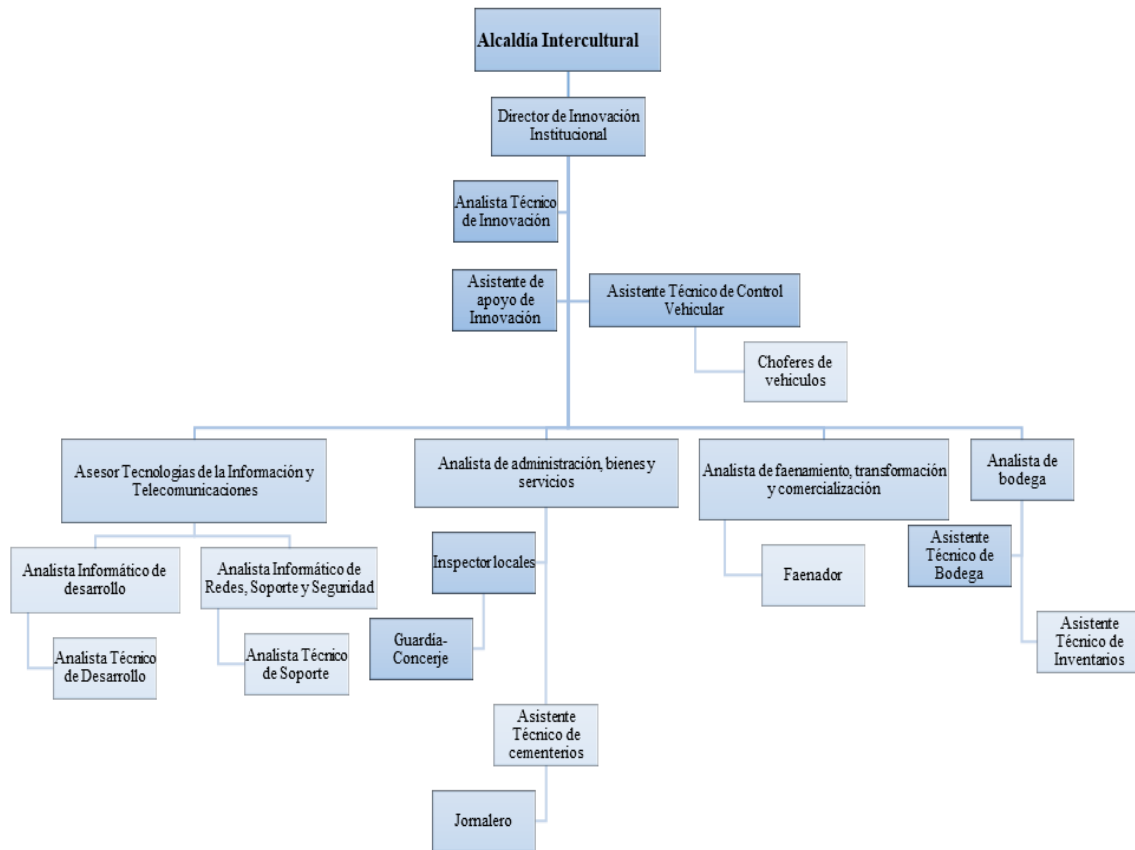 Alcaldía Intercultural
Director de Innovación
Institucional
Analista Técnico
de Innovación
Asistente de
apoyo de
Innovación
Asistente Técnico de Control
Vehicular
Choferes de
vehiculos
Asesor Tecnologías de la Información y
Telecomunicaciones
Analista de administración, bienes y
servicios
Analista de faenamiento, transformación
y comercialización
Analista de
bodega
Analista Informático de
desarrollo
Analista Informático de
Redes, Soporte y Seguridad
Inspector locales
Faenador
Asistente
Técnico de
Bodega
Analista Técnico
de Desarrollo
Analista Técnico
de Soporte
Guardía-
Concerje
Asistente
Técnico de
Inventarios
Asistente
Técnico de
cementerios
Jornalero